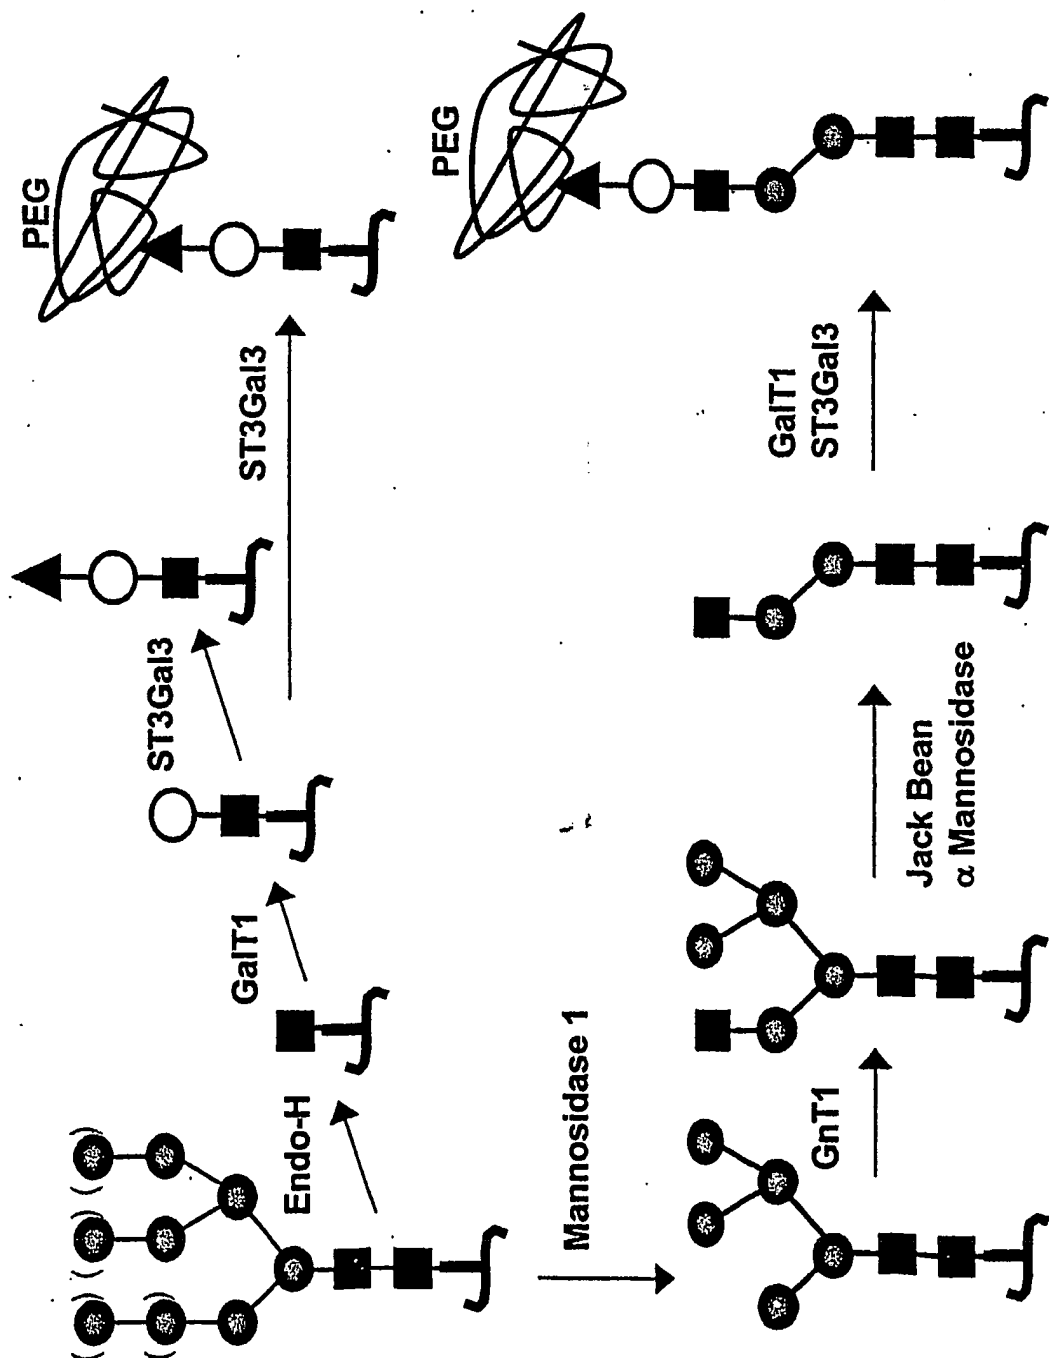 Endo-H
GalT1
ST3Gal3
ST3Gal3
PEG
Mannosidase 1
GnT1
Jack Bean
α Mannosidase
GalT1
ST3Gal3
PEG